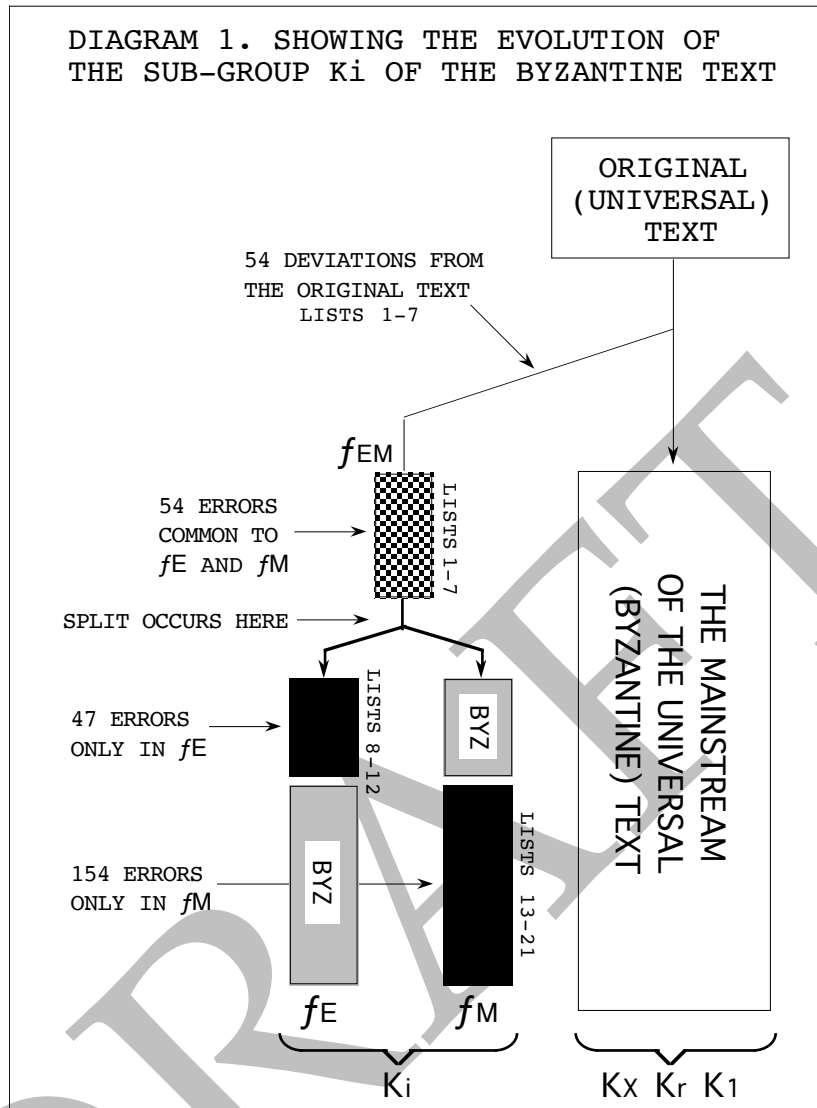 DIAGRAM 1. SHOWING THE EVOLUTION OF
THE SUB-GROUP Ki OF THE BYZANTINE TEXT
ORIGINAL
(UNIVERSAL)
TEXT
54 DEVIATIONS FROM
THE ORIGINAL TEXT
LISTS 1-7
fEM
54 ERRORS
COMMON TO
fE AND fM
LISTS 1-7
SPLIT OCCURS HERE
47 ERRORS
ONLY IN fE
LISTS 8-12
BYZ
154 ERRORS
ONLY IN fM
BYZ
LISTS 13-21
fE
fM
Ki
THE MAINSTREAM
OF THE UNIVERSAL
(BYZANTINE) TEXT
Kx Kr K1
DRAFT